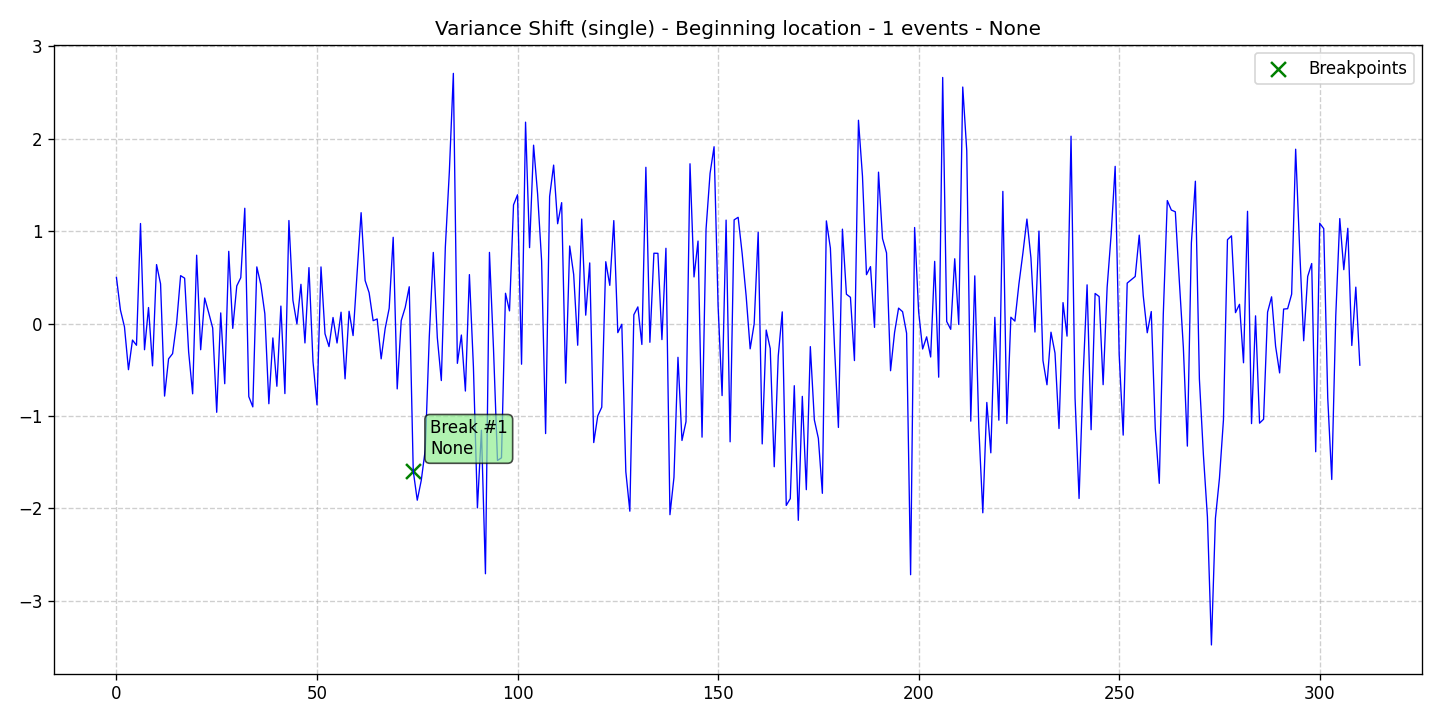 Variance Shift (single) - Beginning location - 1 events - None
3
2
1
0
−1
−2
−3
Breakpoints
Break #1
None
0 50 100 150 200 250 300